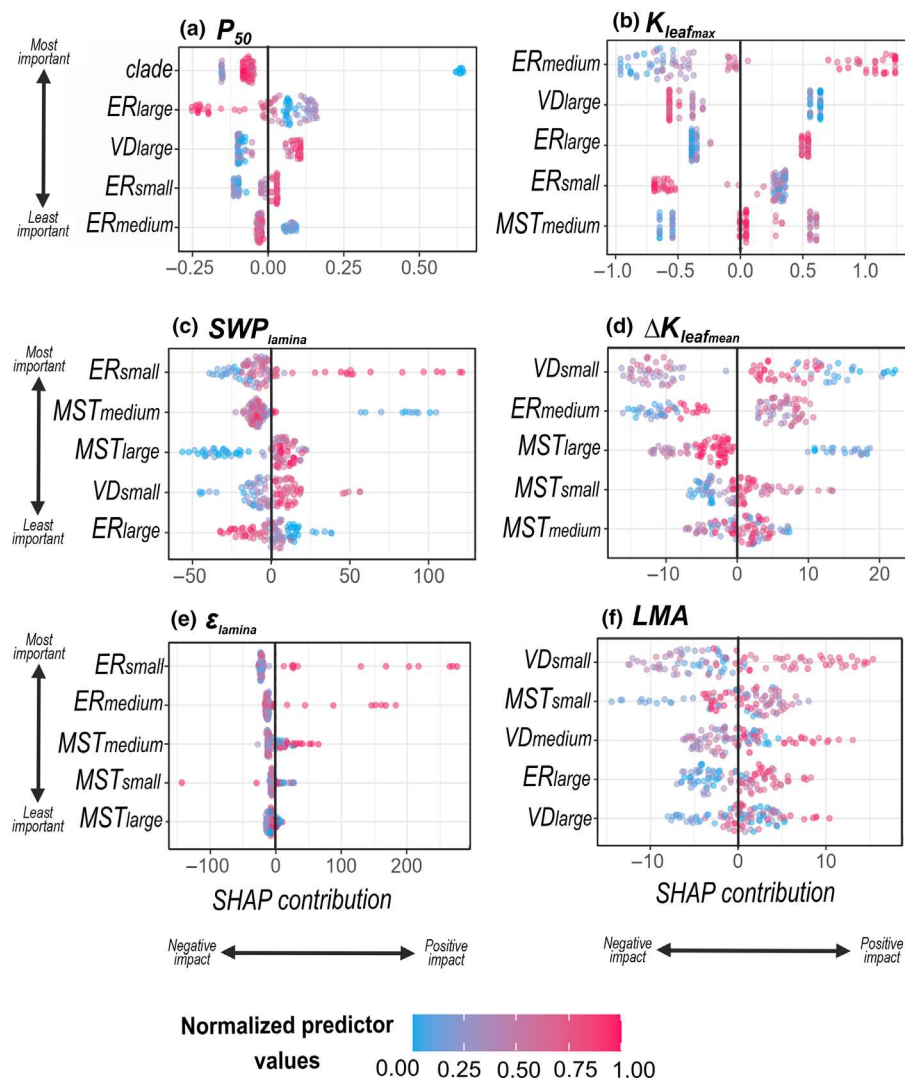 (a) P50
Most
important
clade
ERlarge
VDlarge
ERsmall
ERmedium
Least
important
−0.25 0.00 0.25 0.50
(b) Kleafmax
ERmedium
VDlarge
ERlarge
ERsmall
MSTmedium
−1.0 −0.5 0.0 0.5 1.0
(c) SWPlamina
Most
important
ERsmall
MSTmedium
MSTlarge
VDsmall
ERlarge
Least
important
−50 0 50 100
(d) ΔKleafmean
VDsmall
ERmedium
MSTlarge
MSTsmall
MSTmedium
−10 0 10 20
(e) εlamina
Most
important
ERsmall
ERmedium
MSTmedium
MSTsmall
MSTlarge
Least
important
−100 0 100 200
SHAP contribution
Negative
impact
Positive
impact
(f) LMA
VDsmall
MSTsmall
VDmedium
ERlarge
VDlarge
−10 0 10
SHAP contribution
Negative
impact
Positive
impact
Normalized predictor
values
0.00 0.25 0.50 0.75 1.00